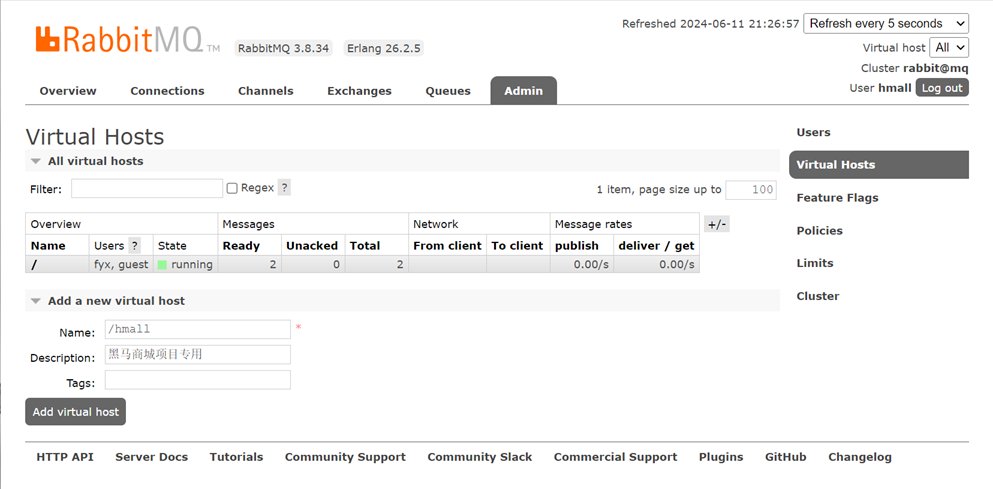 Refreshed 2024-06-11 21:26:57 Refresh every 5 seconds
RabbitMQ TM RabbitMQ 3.8.34 Erlang 26.2.5
Virtual host All
Cluster rabbit@mq
User hmall Log out
Overview Connections Channels Exchanges Queues Admin
Virtual Hosts
All virtual hosts
Filter: Regex ? 1 item, page size up to 100
Overview Messages Network Message rates +/-
Name Users ? State Ready Unacked Total From client To client publish deliver / get
/ fyx, guest running 2 0 2 0.00/s 0.00/s
Add a new virtual host
Name: /hmall *
Description: 黑马商城项目专用
Tags:
Add virtual host
Users
Virtual Hosts
Feature Flags
Policies
Limits
Cluster
HTTP API Server Docs Tutorials Community Support Community Slack Commercial Support Plugins GitHub Changelog